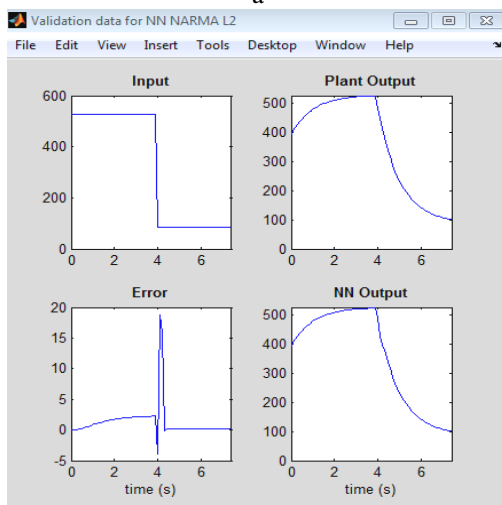 a
Validation data for NN NARMA L2
File Edit View Insert Tools Desktop Window Help
Input
600
400
200
0
0 2 4 6
Plant Output
500
400
300
200
100
0
0 2 4 6
Error
20
15
10
5
0
-5
0 2 4 6
time (s)
NN Output
500
400
300
200
100
0
0 2 4 6
time (s)